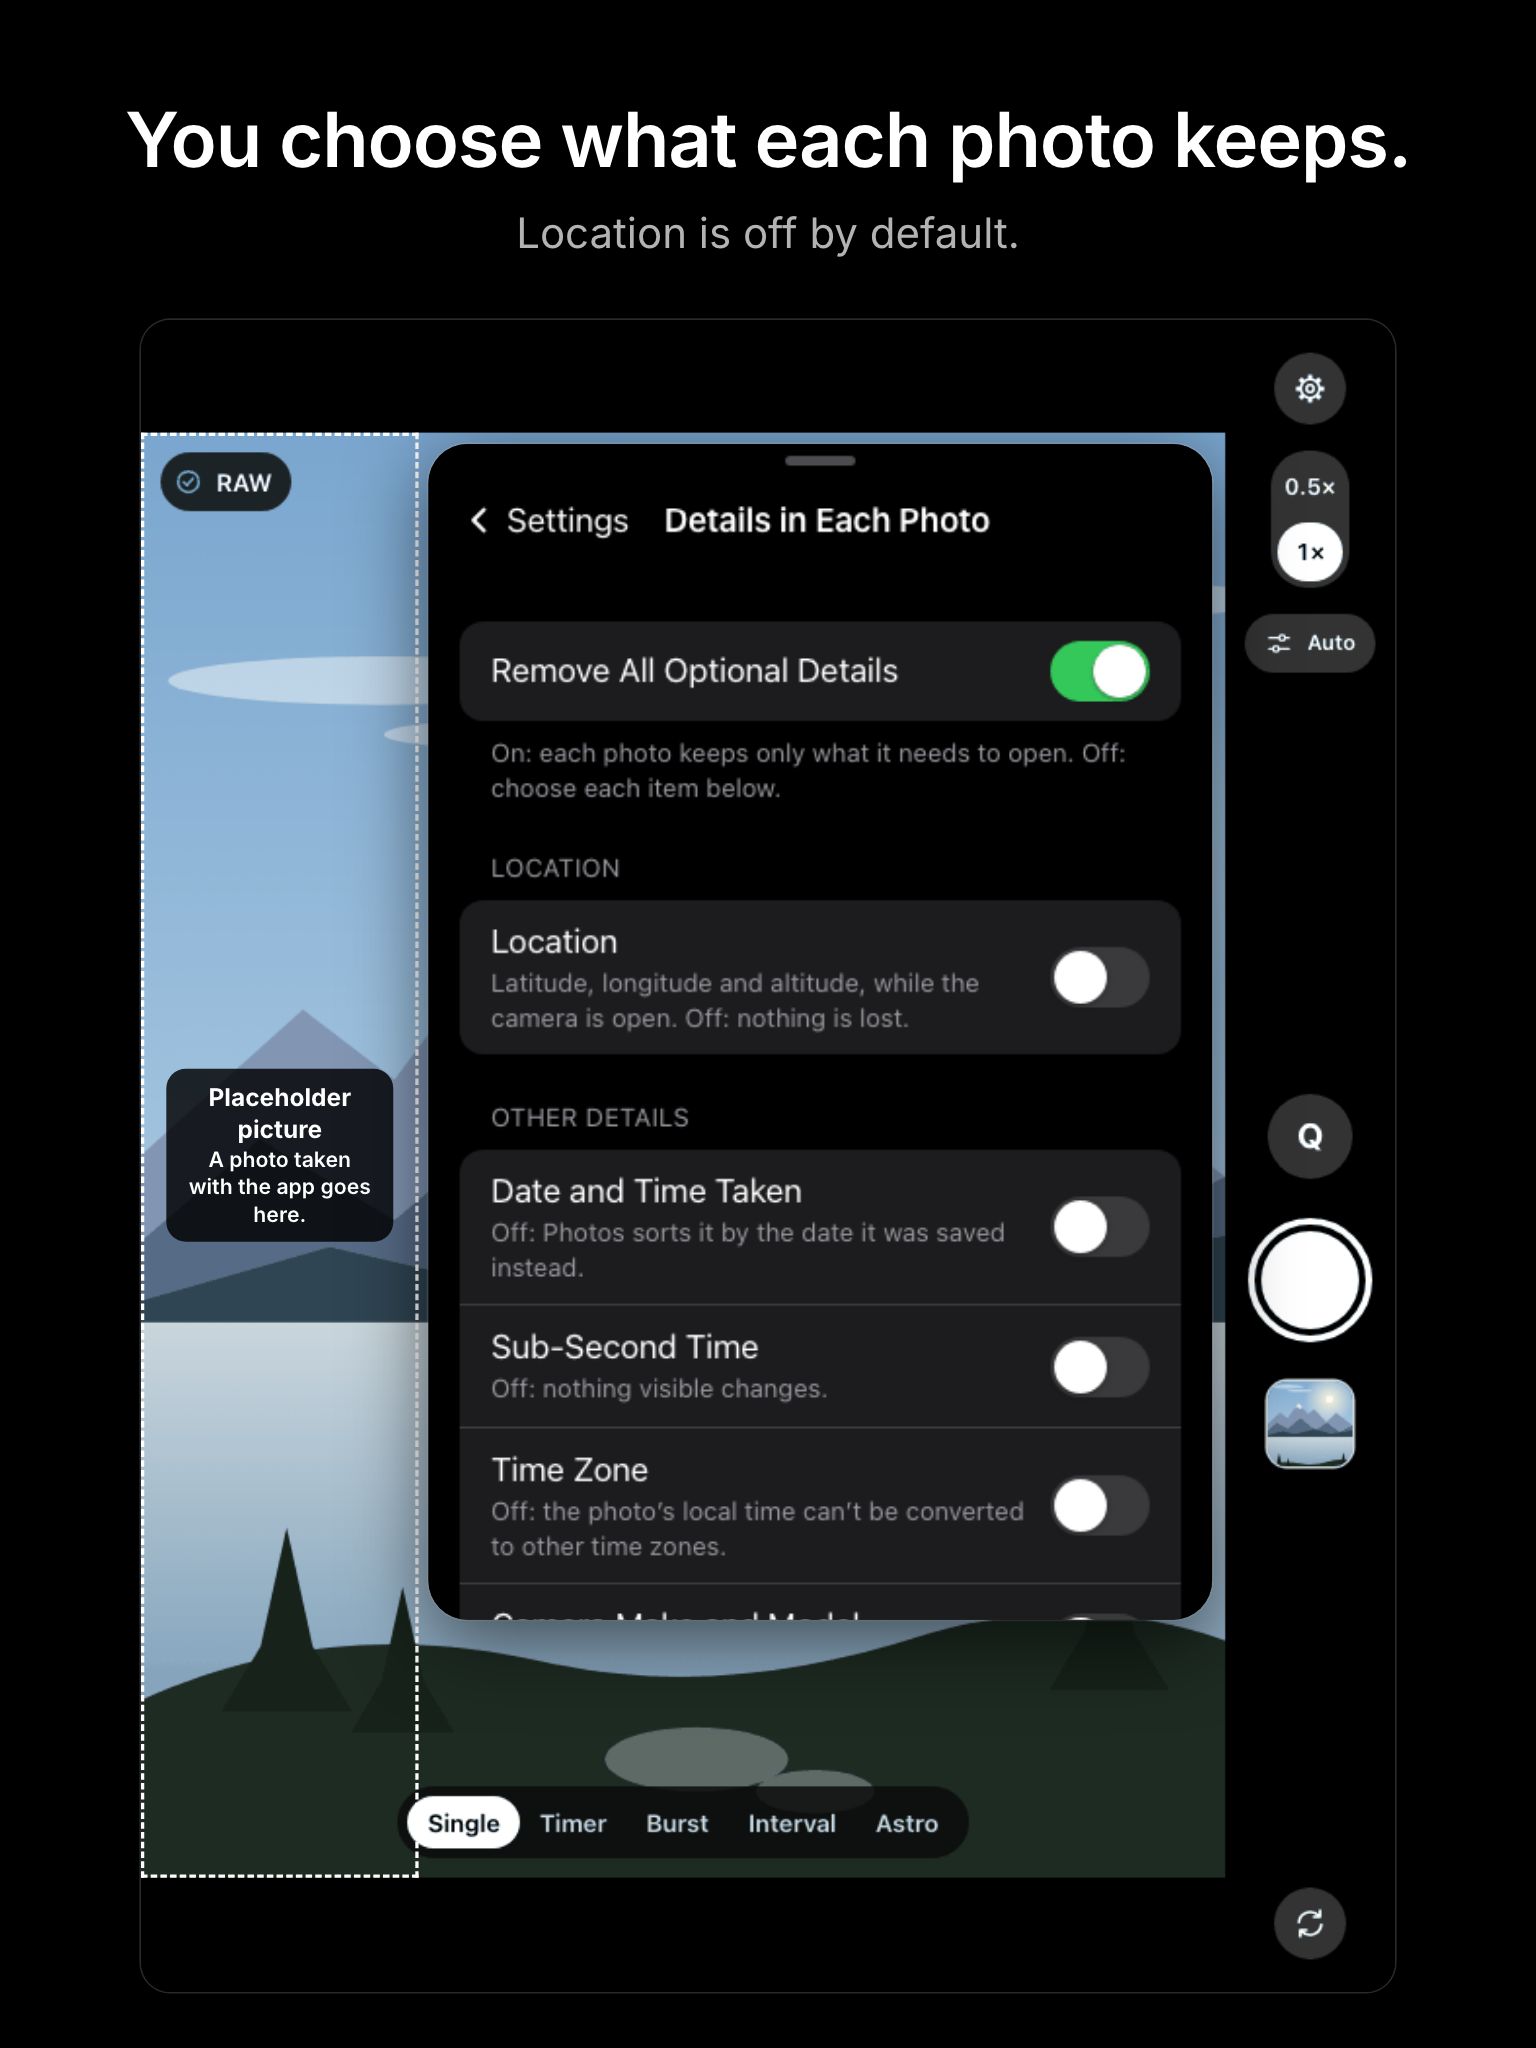 You choose what each photo keeps.
Location is off by default.
RAW
Settings
Details in Each Photo
0.5×
1×
Auto
Remove All Optional Details
On: each photo keeps only what it needs to open. Off:
choose each item below.
LOCATION
Location
Latitude, longitude and altitude, while the
camera is open. Off: nothing is lost.
Placeholder
picture
A photo taken
with the app goes
here.
OTHER DETAILS
Date and Time Taken
Off: Photos sorts it by the date it was saved
instead.
Q
Sub-Second Time
Off: nothing visible changes.
Time Zone
Off: the photo’s local time can’t be converted
to other time zones.
Camera Make and Model
Single
Timer
Burst
Interval
Astro